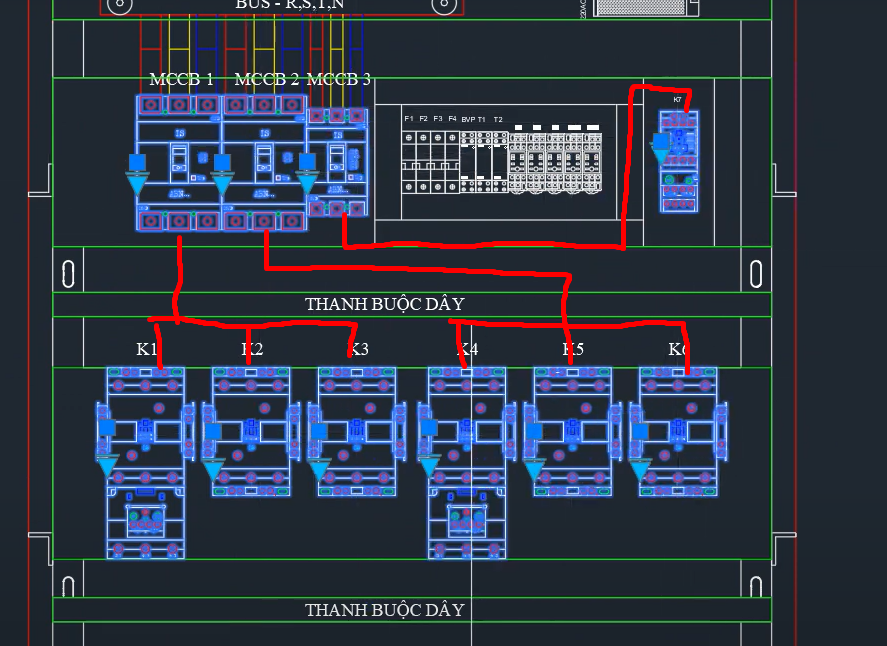 BUS - R,S,T,N
MCCB 1 MCCB 2 MCCB 3
K7
F1 F2 F3 F4 BVP T1 T2
THANH BUỘC DÂY
K1 K2 K3 K4 K5 K6
THANH BUỘC DÂY